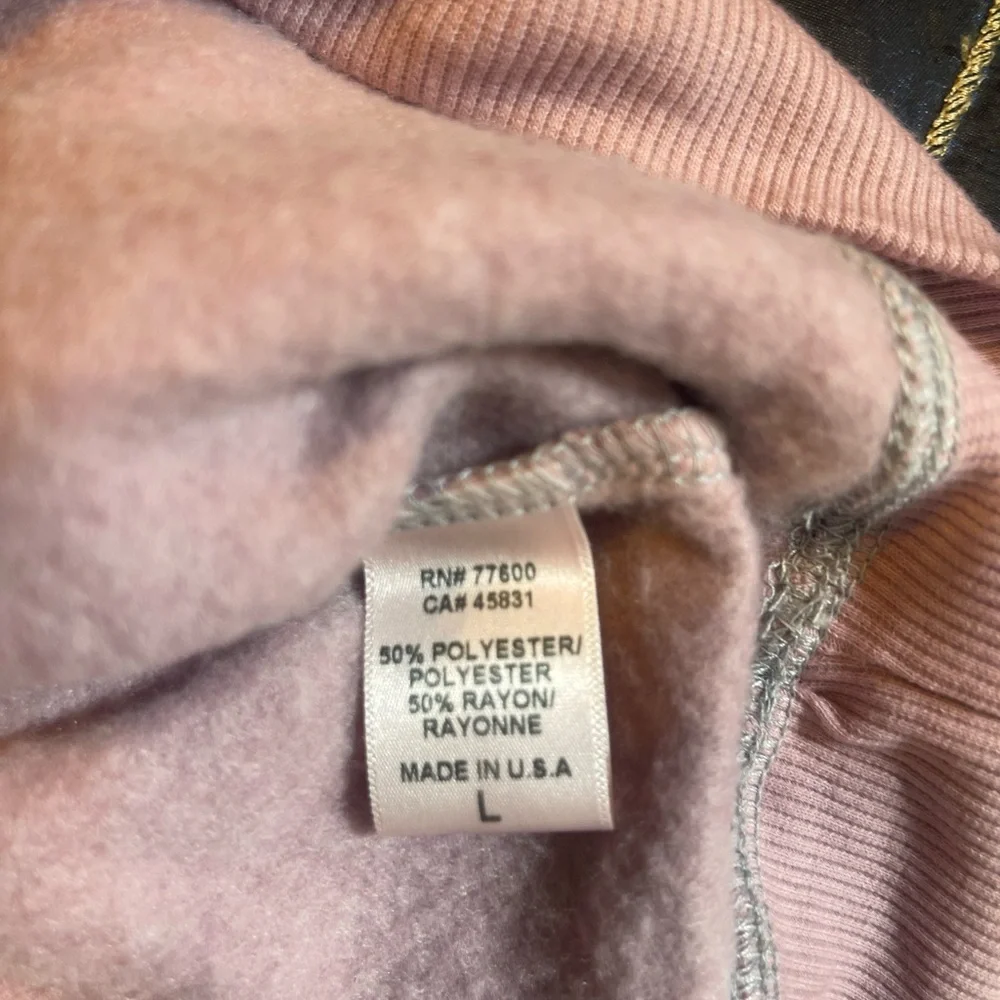 RN# 77600
CA# 45831
50% POLYESTER/
POLYESTER
50% RAYON/
RAYONNE
MADE IN U.S.A
L